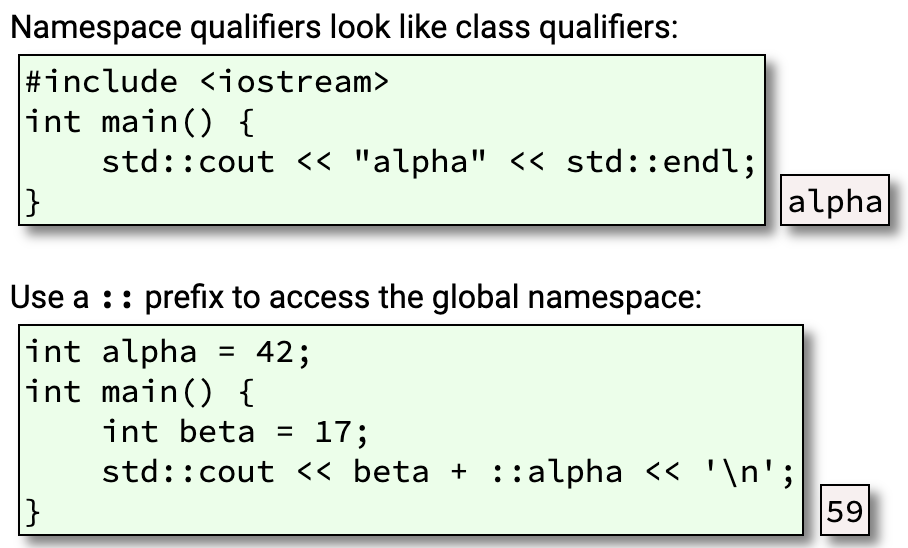 Namespace qualifiers look like class qualifiers:
#include <iostream>
int main() {
    std::cout << "alpha" << std::endl;
}
alpha
Use a :: prefix to access the global namespace:
int alpha = 42;
int main() {
    int beta = 17;
    std::cout << beta + ::alpha << '\n';
}
59